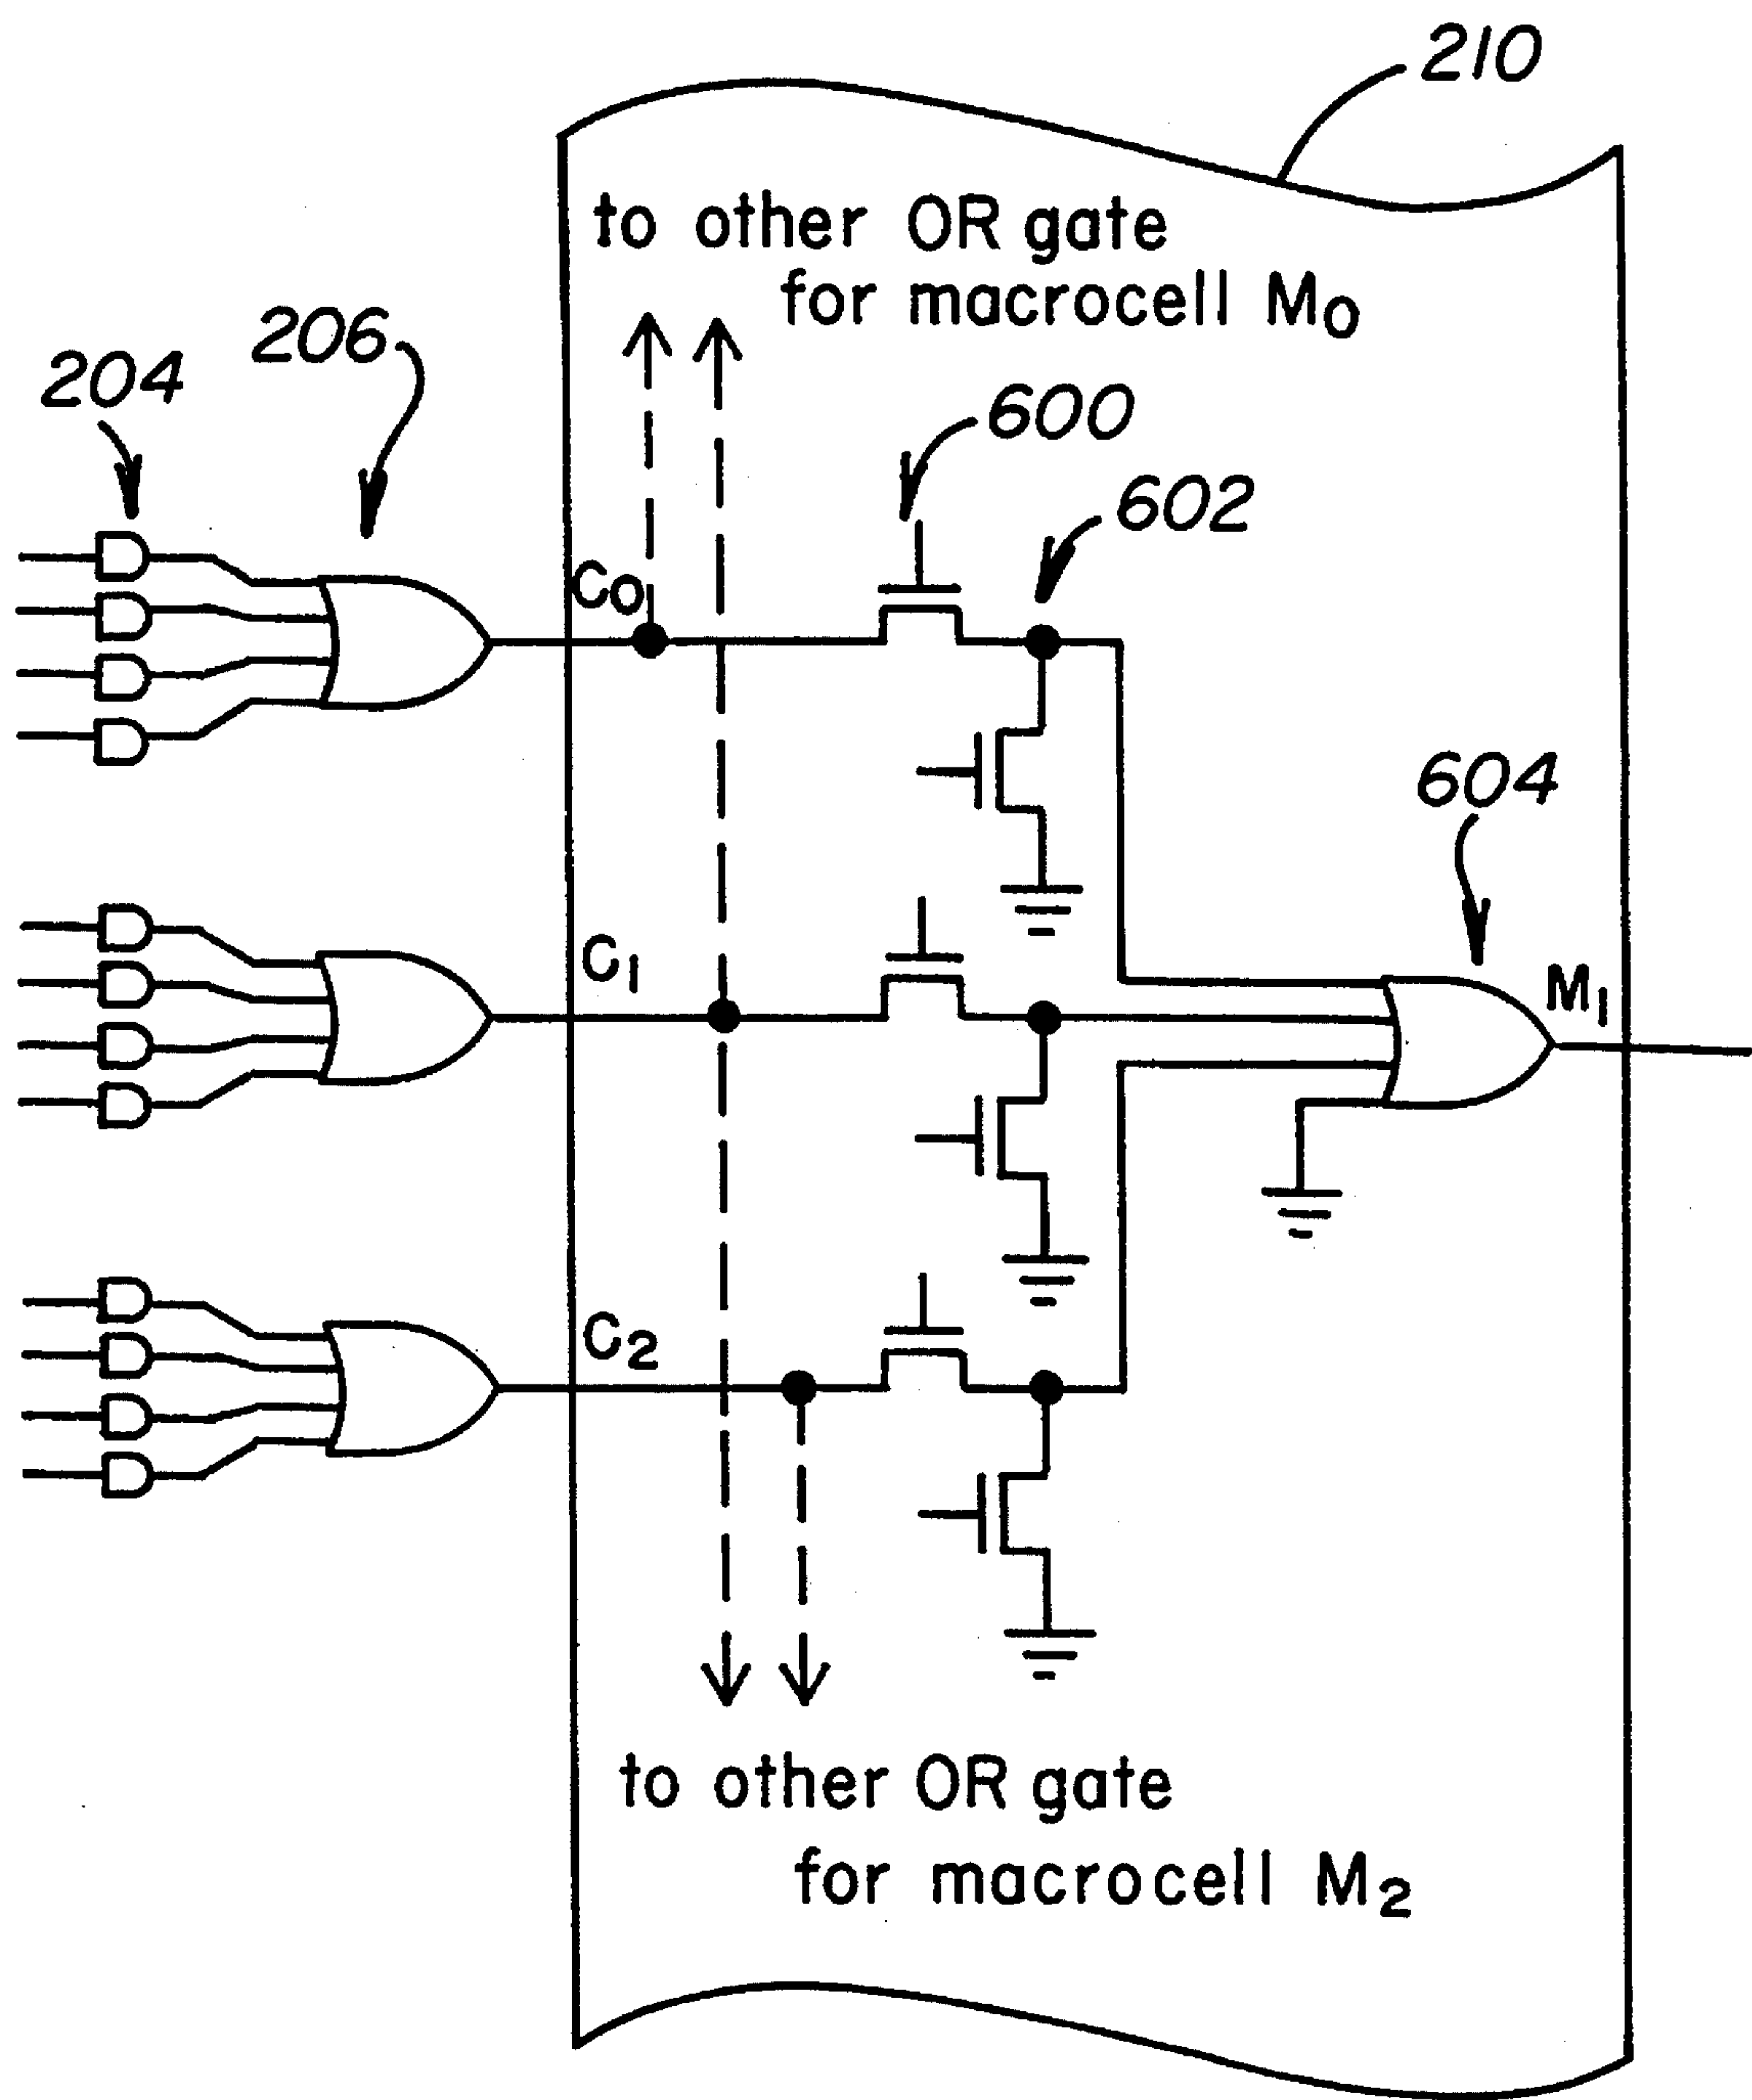 210
to other OR gate
for macrocell M0
206
204
600
602
C0
604
C1
M1
C2
to other OR gate
for macrocell M2